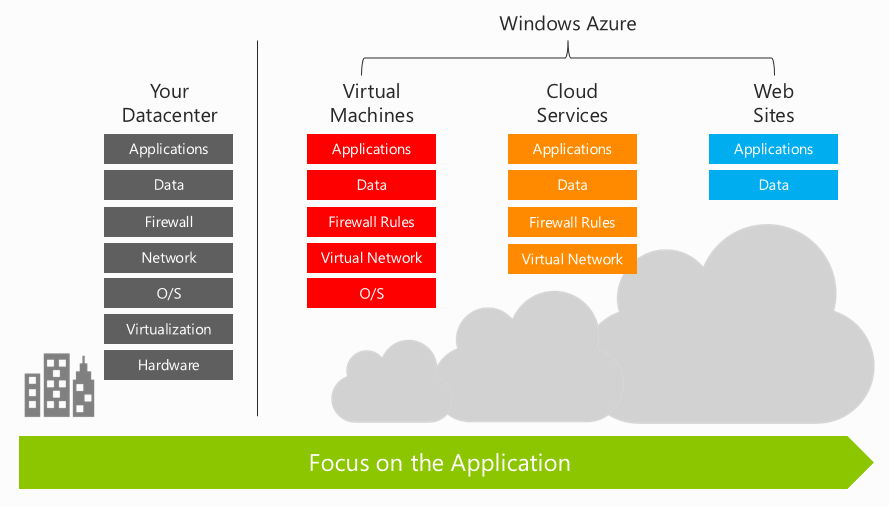 Windows Azure
Your
Datacenter
Applications
Data
Firewall
Network
O/S
Virtualization
Hardware
Virtual
Machines
Applications
Data
Firewall Rules
Virtual Network
O/S
Cloud
Services
Applications
Data
Firewall Rules
Virtual Network
Web
Sites
Applications
Data
Focus on the Application